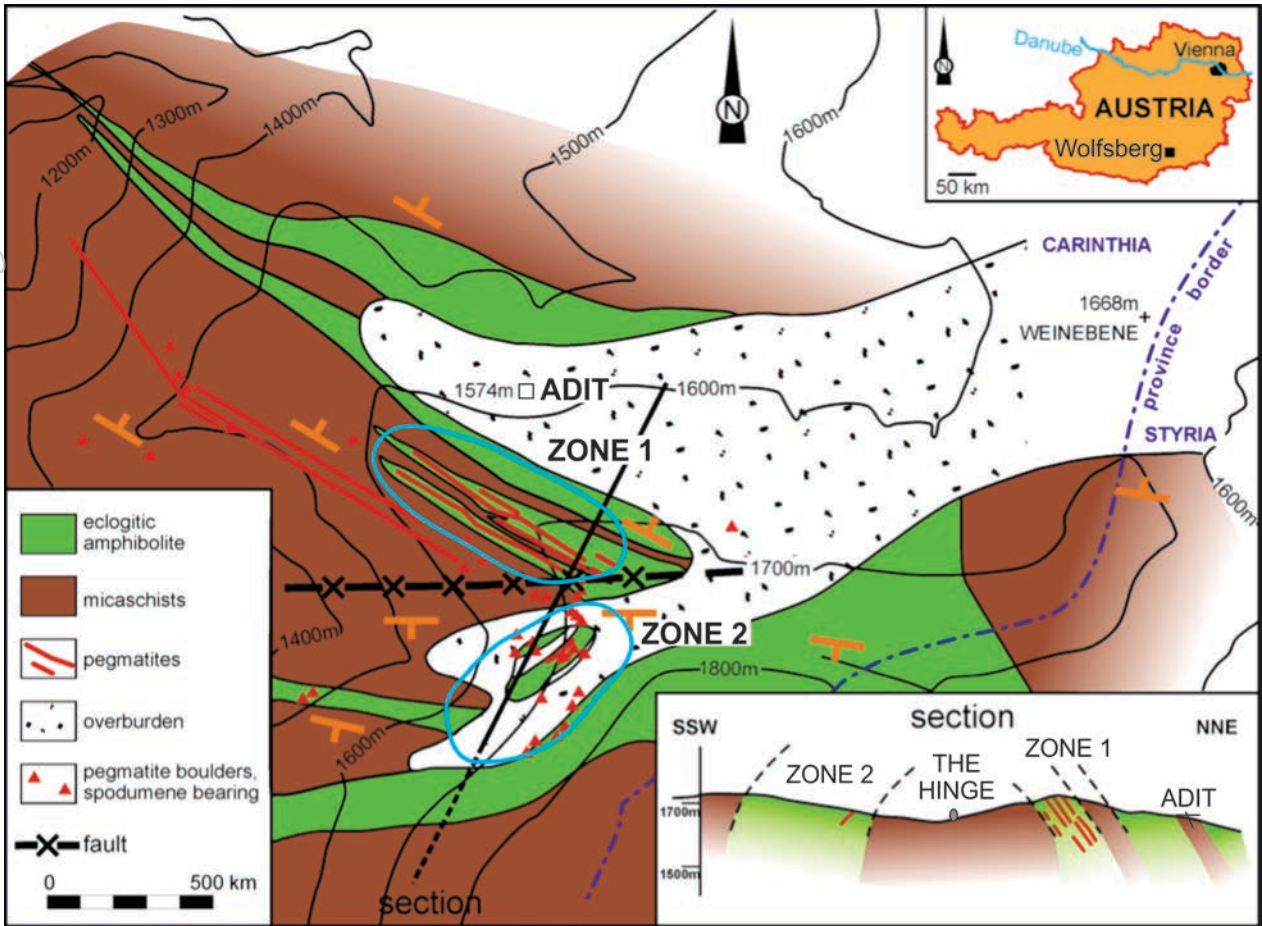 1200m
1300m
1400m
1500m
1600m
N
N
Danube
Vienna
AUSTRIA
Wolfsberg
50 km
CARINTHIA
1668m +
WEINEBENE
province border
STYRIA
1600m
1574m
ADIT
1600m
ZONE 1
1700m
ZONE 2
1800m
1400m
1600m
section
eclogitic
amphibolite
micaschists
pegmatites
overburden
pegmatite boulders,
spodumene bearing
fault
0 500 km
section
SSW
NNE
ZONE 2
THE
HINGE
ZONE 1
ADIT
1700m
1500m